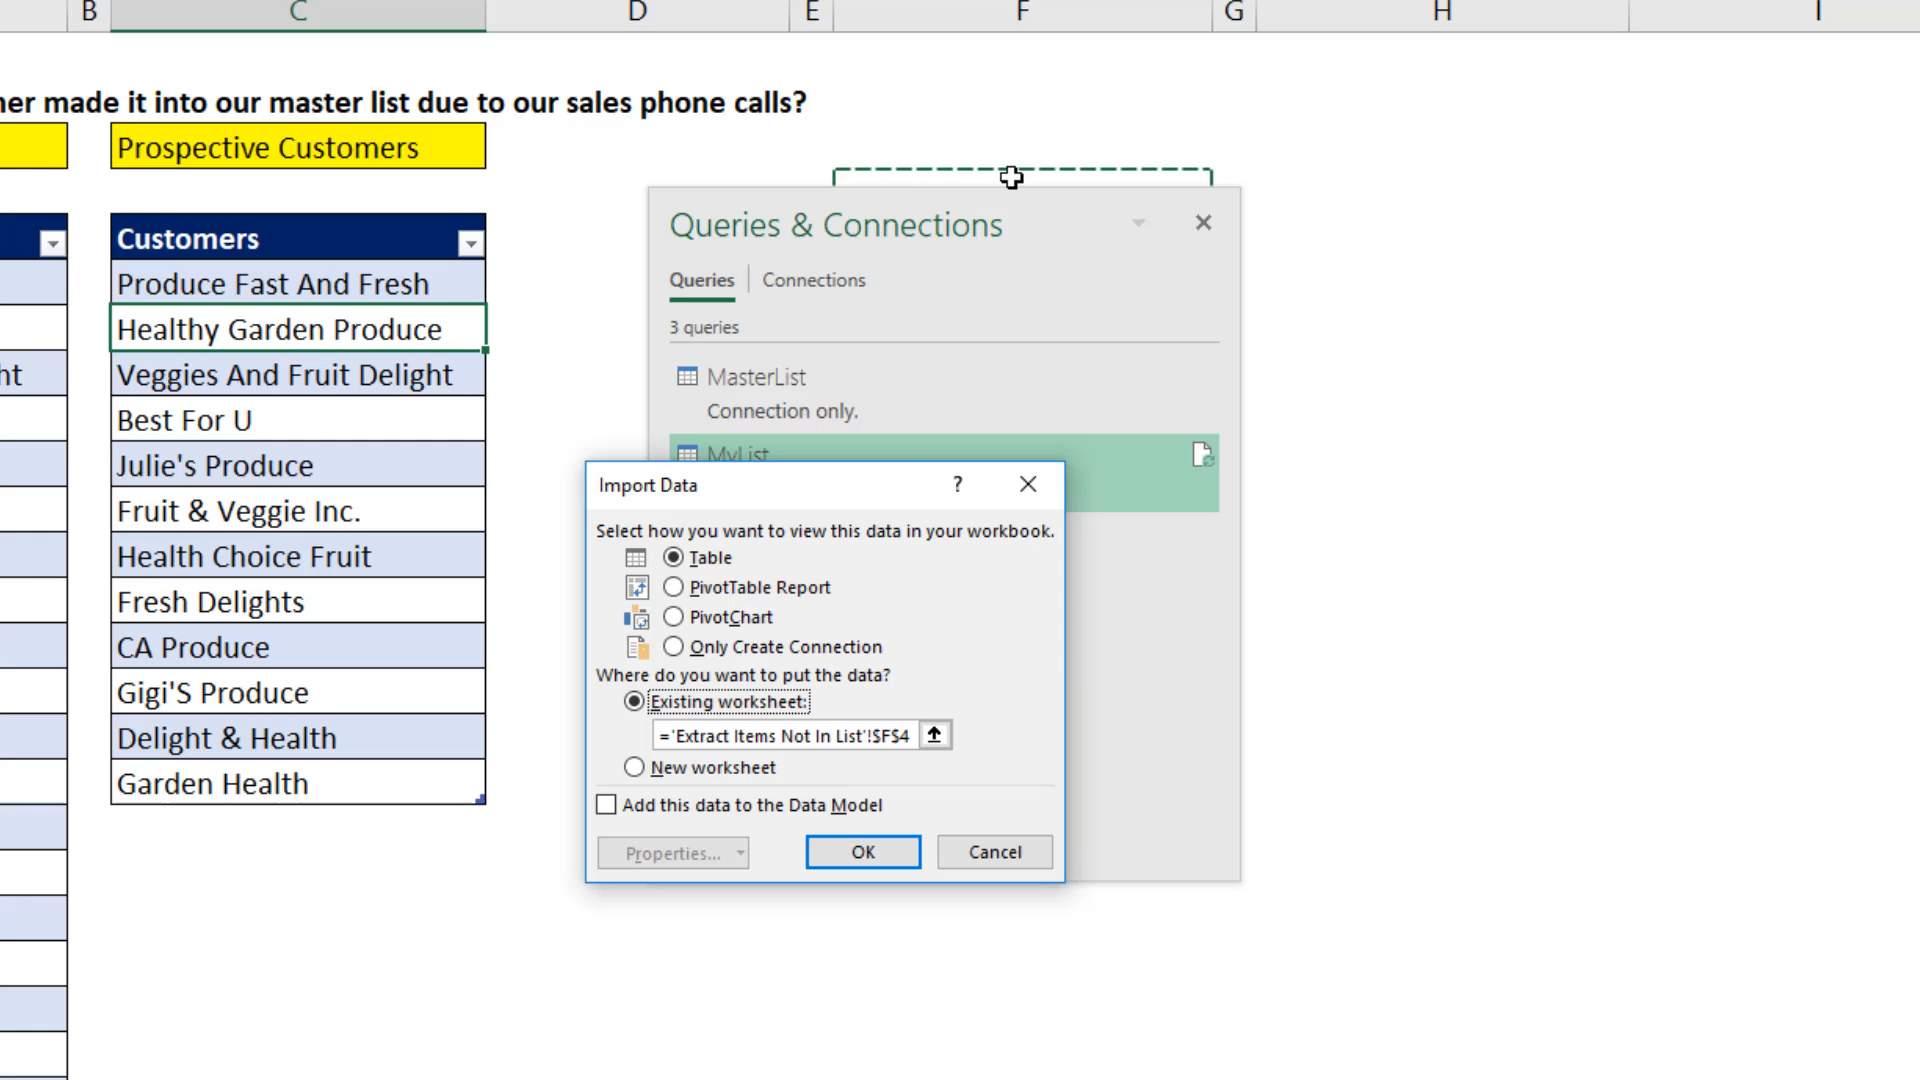 B C D E F G H I
her made it into our master list due to our sales phone calls?
Prospective Customers
Customers
Produce Fast And Fresh
Healthy Garden Produce
ht
Veggies And Fruit Delight
Best For U
Julie's Produce
Fruit & Veggie Inc.
Health Choice Fruit
Fresh Delights
CA Produce
Gigi'S Produce
Delight & Health
Garden Health
Queries & Connections
Queries
Connections
3 queries
MasterList
Connection only.
MyList
Import Data
?
Select how you want to view this data in your workbook.
Table
PivotTable Report
PivotChart
Only Create Connection
Where do you want to put the data?
Existing worksheet:
='Extract Items Not In List'!$F$4
New worksheet
Add this data to the Data Model
Properties...
OK
Cancel